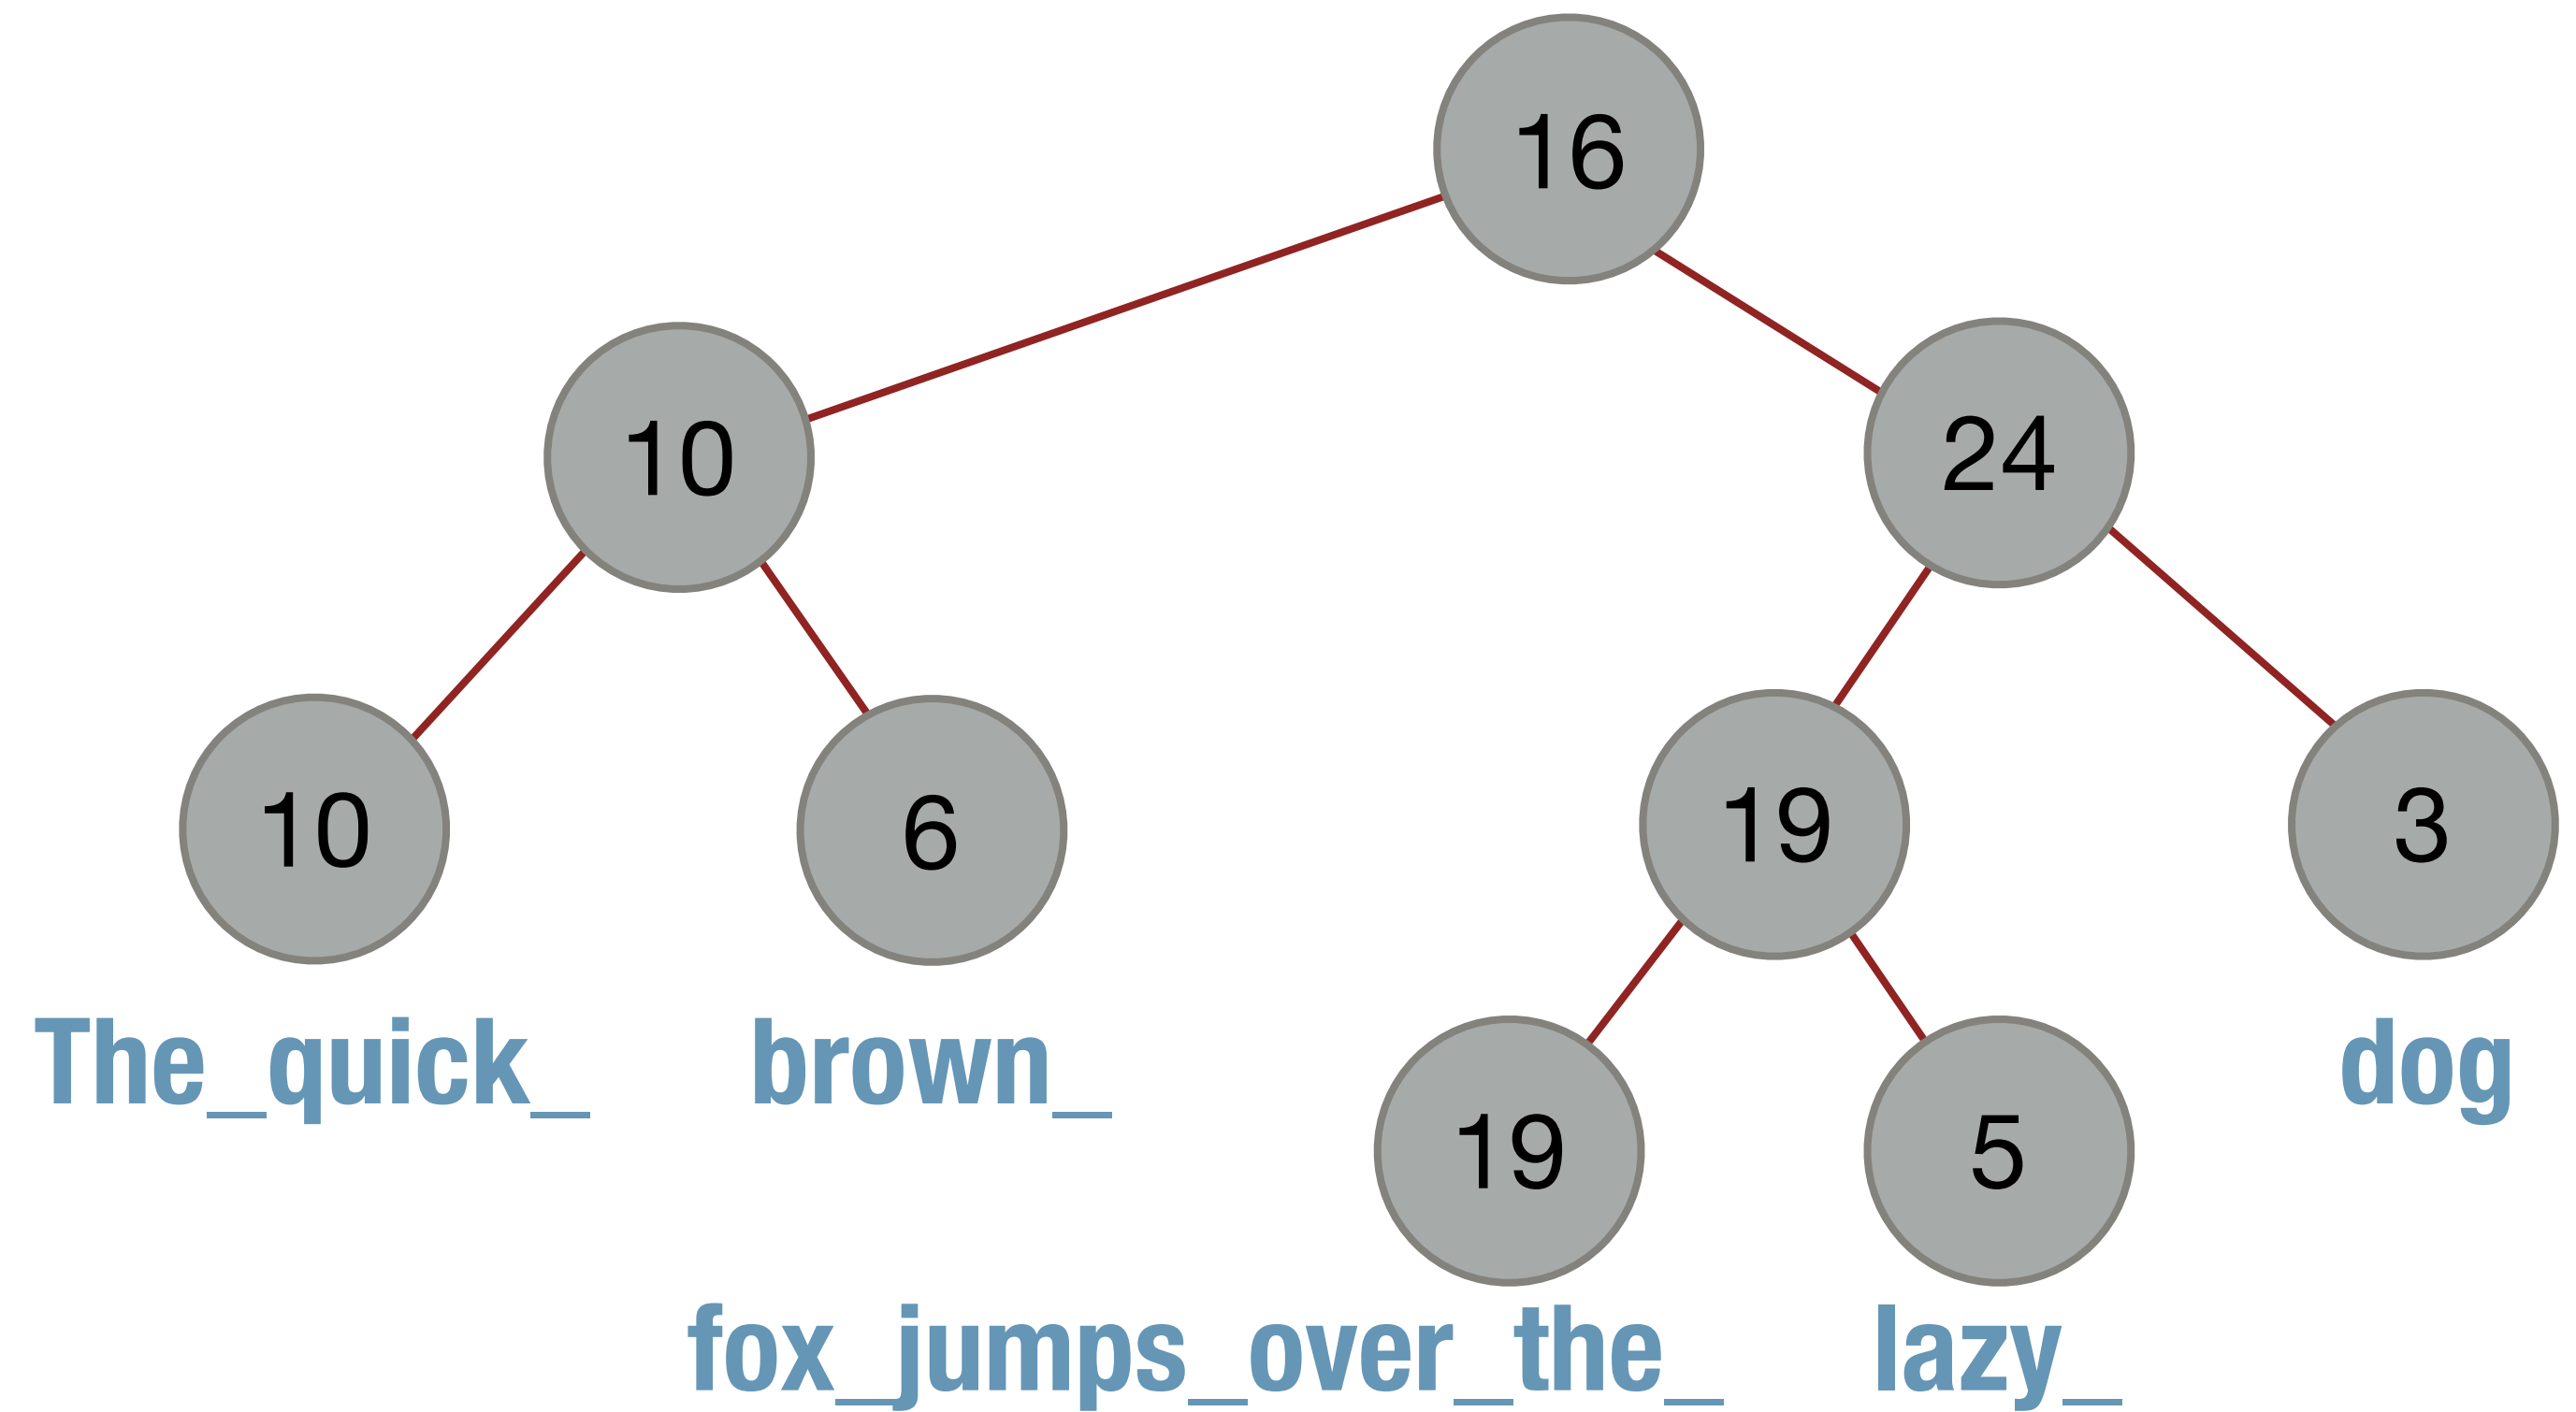 16
10 24
10 6 19 3
The_quick_ brown_ dog
19 5
fox_jumps_over_the_ lazy_